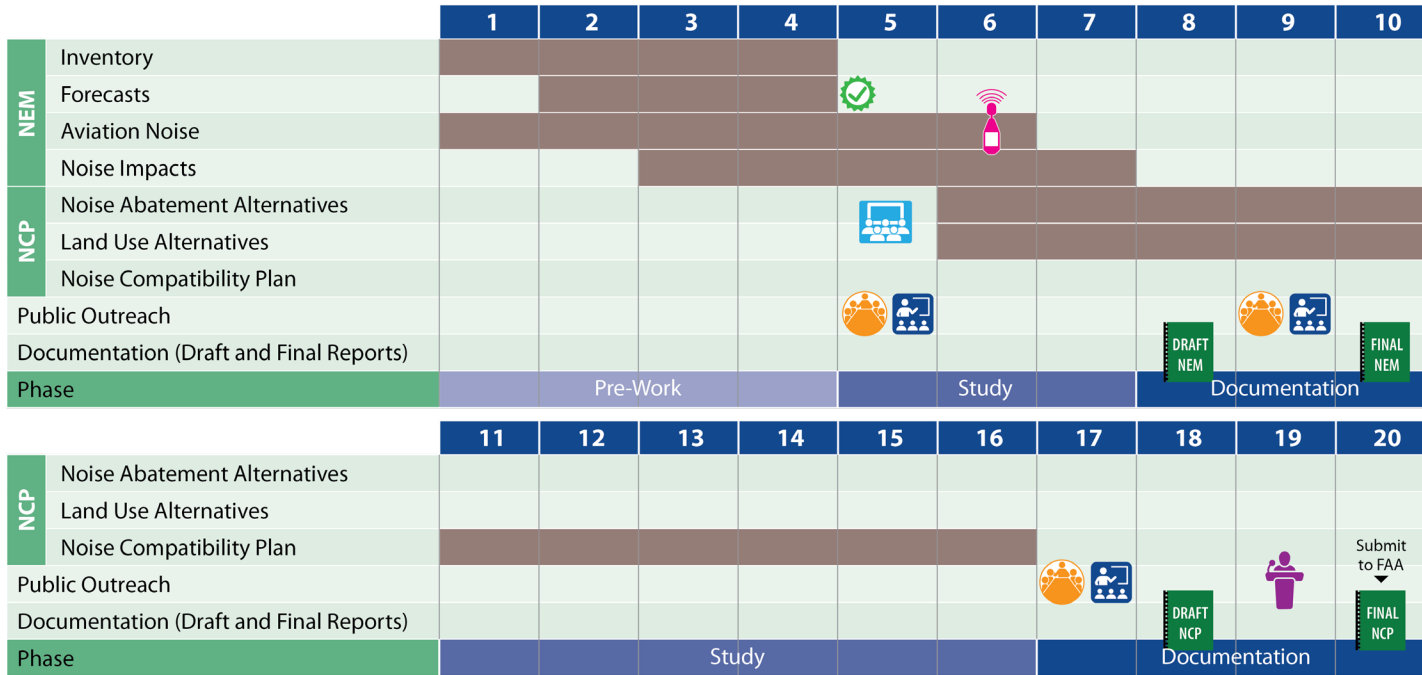 1 2 3 4 5 6 7 8 9 10
NEM
Inventory
Forecasts
Aviation Noise
Noise Impacts
NCP
Noise Abatement Alternatives
Land Use Alternatives
Noise Compatibility Plan
Public Outreach
Documentation (Draft and Final Reports)
DRAFT
NEM
FINAL
NEM
Phase Pre-Work Study Documentation
11 12 13 14 15 16 17 18 19 20
NCP
Noise Abatement Alternatives
Land Use Alternatives
Noise Compatibility Plan
Submit
to FAA
Public Outreach
Documentation (Draft and Final Reports)
DRAFT
NCP
FINAL
NCP
Phase Study Documentation